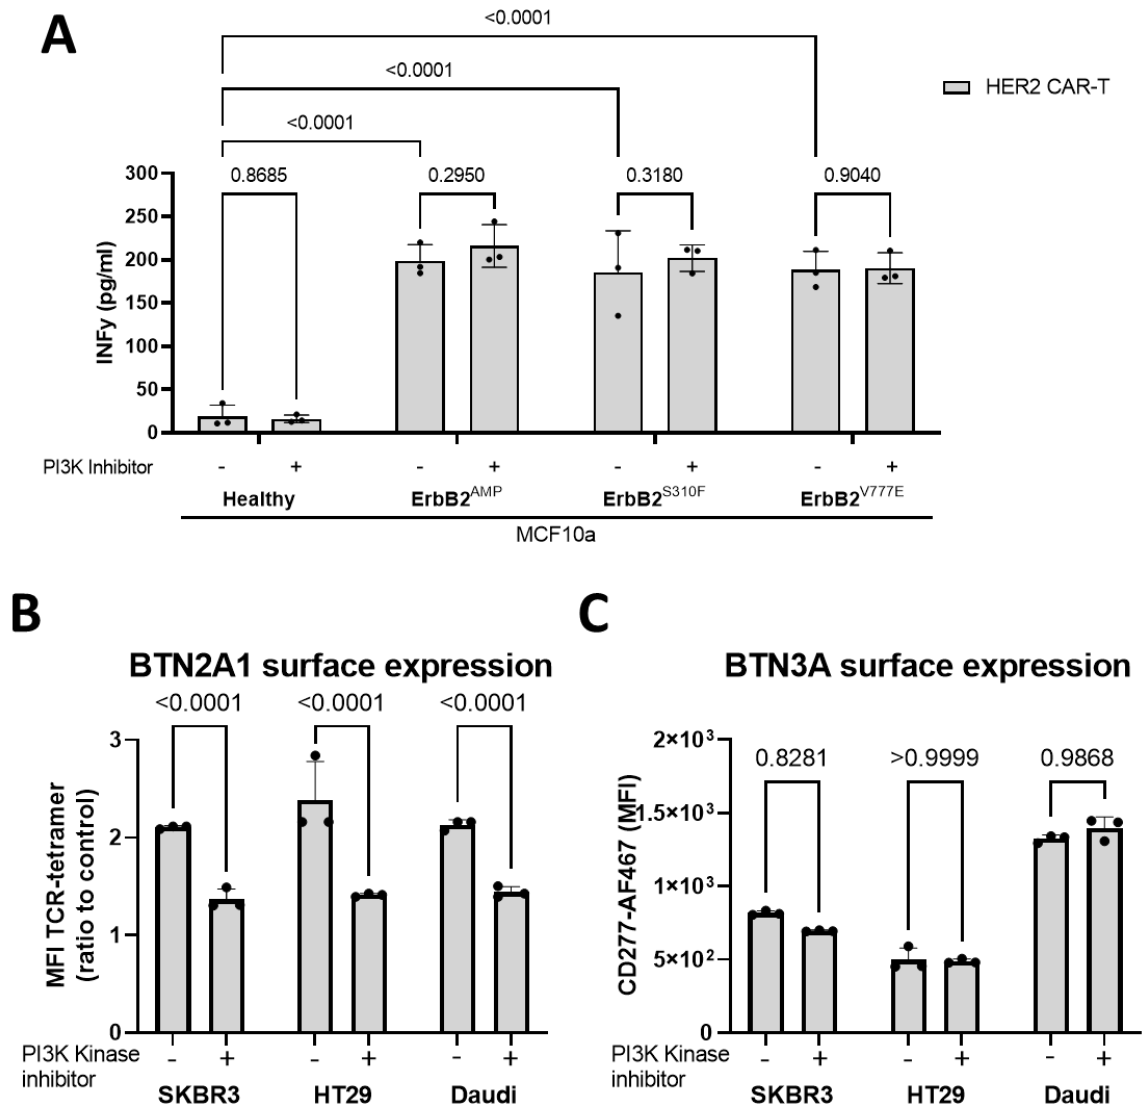 A
<0.0001
<0.0001
<0.0001
HER2 CAR-T
0.8685 0.2950 0.3180 0.9040
INFy (pg/ml)
300
250
200
150
100
50
0
PI3K Inhibitor - + - + - + - +
Healthy ErbB2AMP ErbB2S310F ErbB2V777E
MCF10a
B
BTN2A1 surface expression
<0.0001 <0.0001 <0.0001
MFI TCR-tetramer
(ratio to control)
3
2
1
0
PI3K Kinase
inhibitor
- + - + - +
SKBR3 HT29 Daudi
C
BTN3A surface expression
0.8281 >0.9999 0.9868
CD277-AF467 (MFI)
2×10³
1.5×10³
1×10³
5×10²
0
PI3K Kinase
inhibitor
- + - + - +
SKBR3 HT29 Daudi